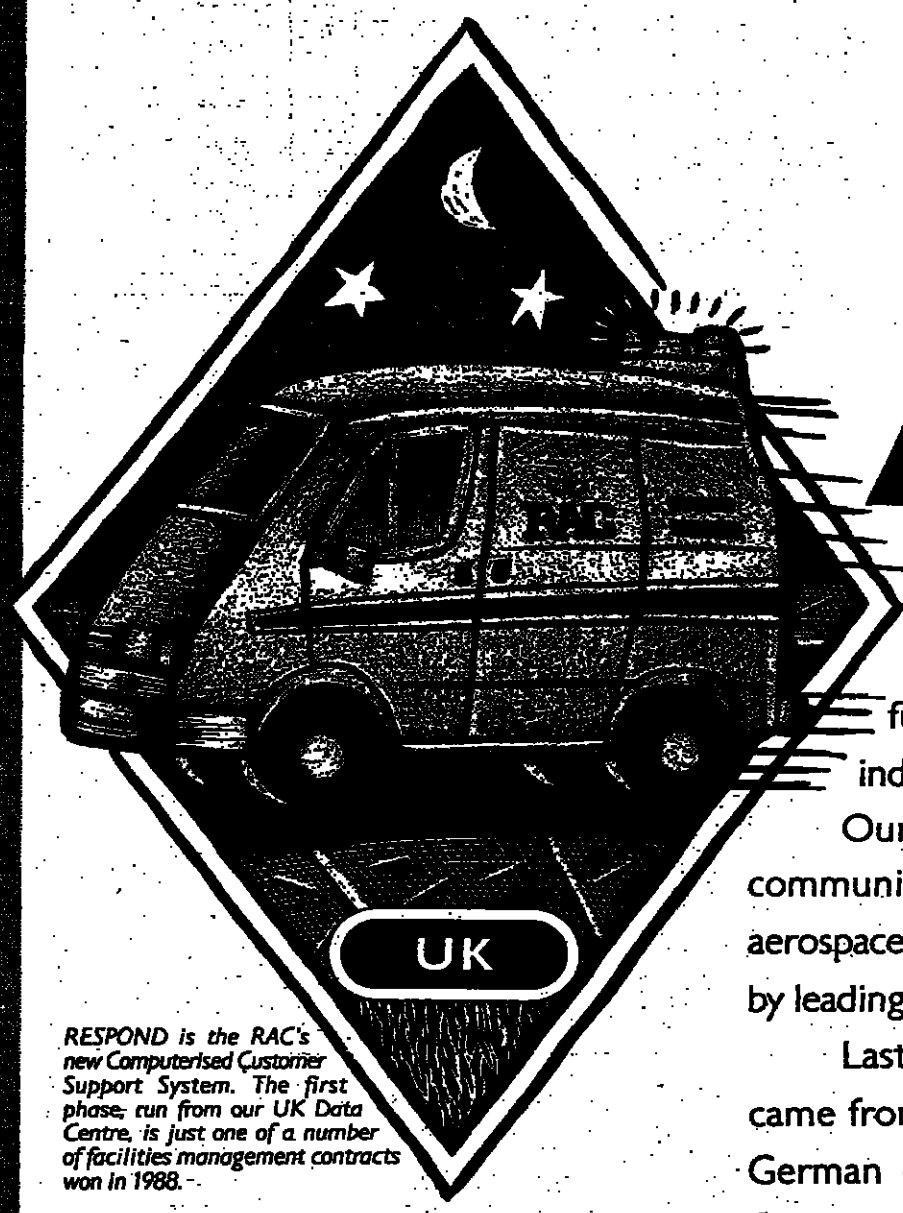 RAC
UK
RESPOND is the RAC's
new Computerised Customer
Support System. The first
phase, run from our UK Data
Centre, is just one of a number
of facilities management contracts
won in 1988.
Our
communi
aerospace
by leading
Last
came from
German